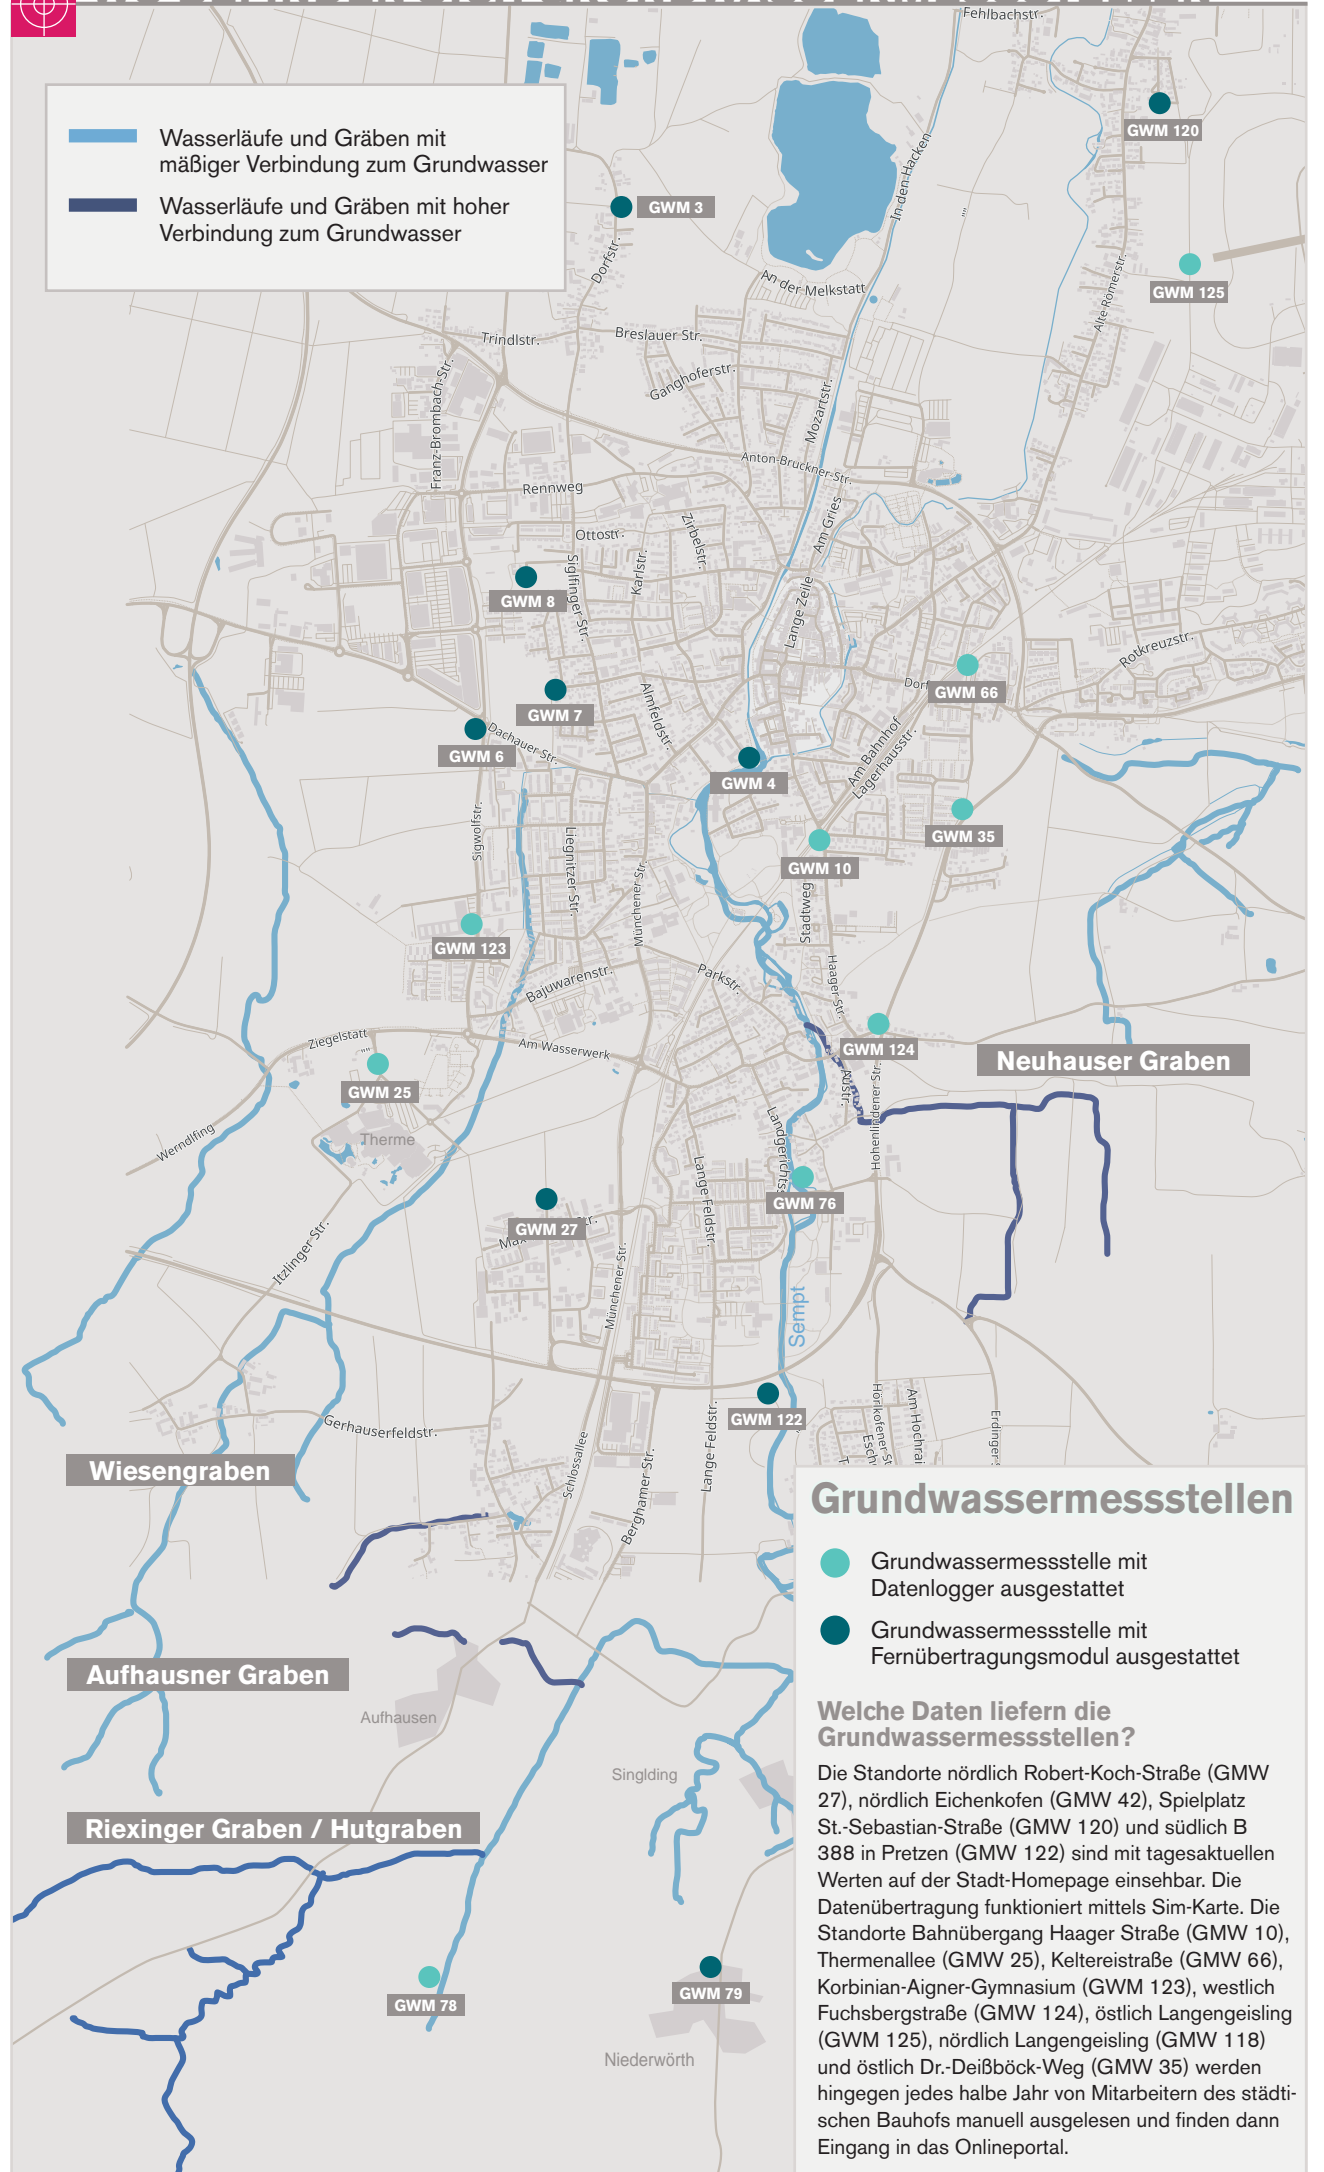 Fehlbachstr.
Wasserläufe und Gräben mit
mäßiger Verbindung zum Grundwasser
Wasserläufe und Gräben mit hoher
Verbindung zum Grundwasser
GWM 120
In den Hacken
GWM 3
Dorfstr.
GWM 125
An der Melkstatt
Alte Römerstr.
Trindlstr.
Breslauer Str.
Ganghoferstr.
Franz-Brombach-Str.
Mozartstr.
Anton-Bruckner-Str.
Rennweg
Zirbelstr.
Am Gries
Ottostr.
Karlstr.
Siglfinger Str.
GWM 8
Lange Zeile
Rotkreuzstr.
Dorf
GWM 66
Almfeldstr.
GWM 7
Dachauer Str.
GWM 6
Am Bahnhof
Lagerhausstr.
GWM 4
Sigwolfstr.
Liegnitzer Str.
GWM 35
GWM 10
Münchener Str.
Stadtweg
GWM 123
Bajuwarenstr.
Parkstr.
Haager Str.
Ziegelstatt
Am Wasserwerk
GWM 124
Neuhauser Graben
GWM 25
Austr.
Hohenlindener Str.
Werndlfing
Therme
Landgerichts
Lange Feldstr.
GWM 76
GWM 27
Max
tr.
Itzlinger Str.
Münchener Str.
Sempt
GWM 122
Gerhauserfeldstr.
Hörlkofener St
Am Hochrai
Esch
T
Erdinger
Lange Feldstr.
Schlossallee
Berghamer Str.
Wiesengraben
Grundwassermessstellen
Grundwassermessstelle mit
Datenlogger ausgestattet
Grundwassermessstelle mit
Fernübertragungsmodul ausgestattet
Aufhausner Graben
Aufhausen
Singlding
Riexinger Graben / Hutgraben
GWM 78
GWM 79
Niederwörth
Welche Daten liefern die
Grundwassermessstellen?
Die Standorte nördlich Robert-Koch-Straße (GMW
27), nördlich Eichenkofen (GMW 42), Spielplatz
St.-Sebastian-Straße (GMW 120) und südlich B
388 in Pretzen (GMW 122) sind mit tagesaktuellen
Werten auf der Stadt-Homepage einsehbar. Die
Datenübertragung funktioniert mittels Sim-Karte. Die
Standorte Bahnübergang Haager Straße (GMW 10),
Thermenallee (GMW 25), Keltereistraße (GMW 66),
Korbinian-Aigner-Gymnasium (GWM 123), westlich
Fuchsbergstraße (GMW 124), östlich Langengeisling
(GWM 125), nördlich Langengeisling (GMW 118)
und östlich Dr.-Deißböck-Weg (GMW 35) werden
hingegen jedes halbe Jahr von Mitarbeitern des städti-
schen Bauhofs manuell ausgelesen und finden dann
Eingang in das Onlineportal.